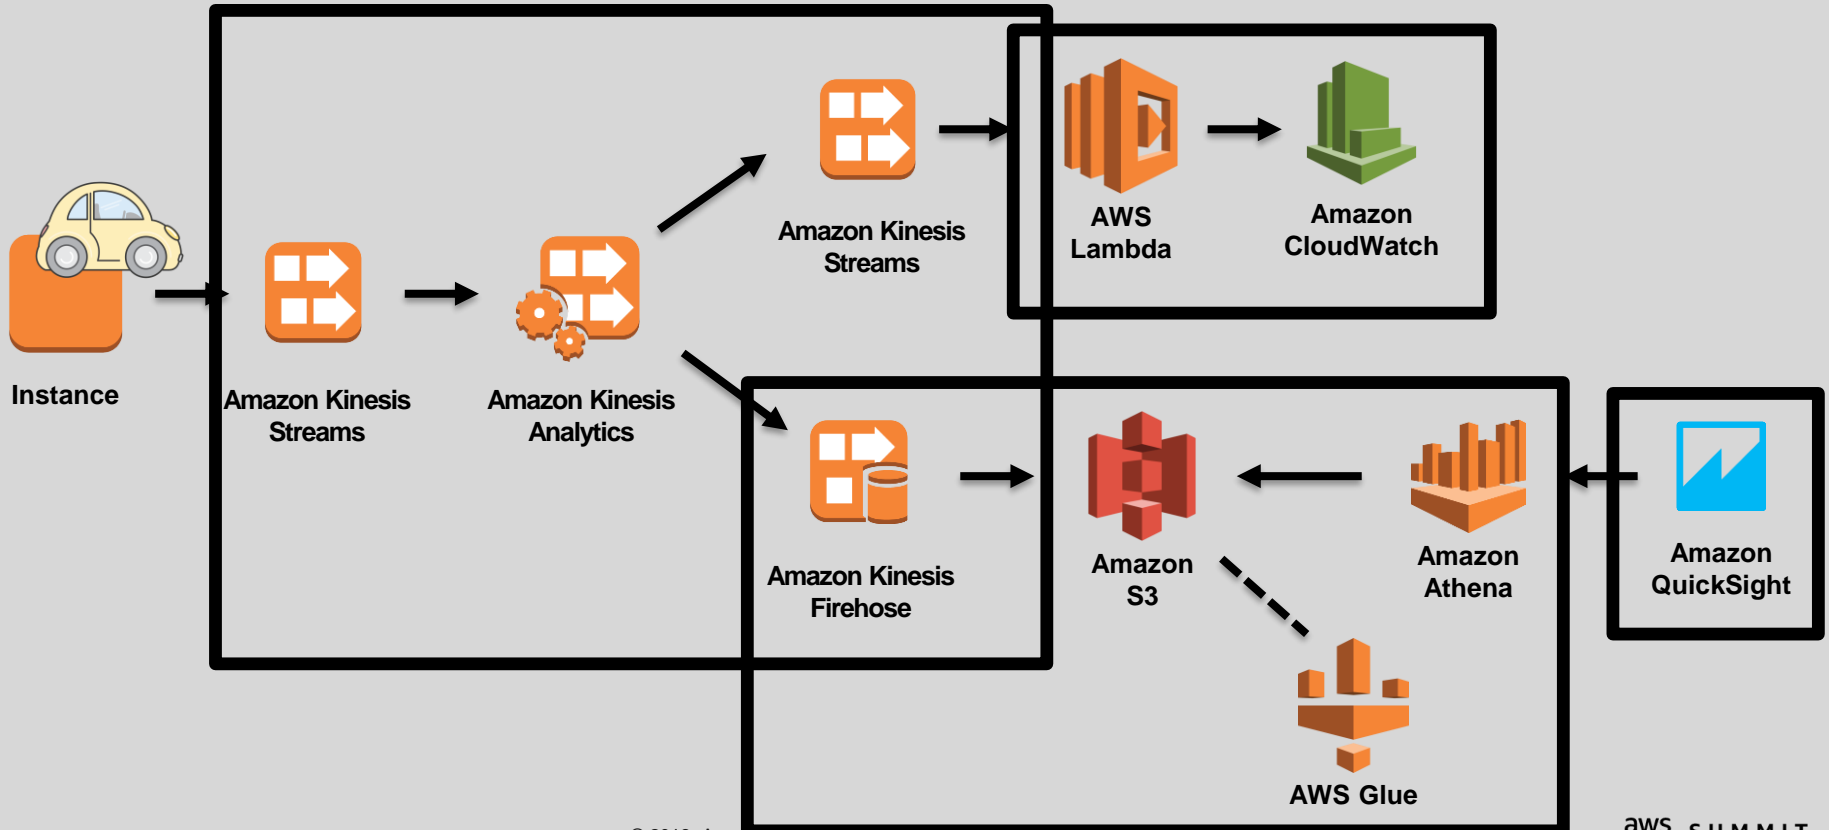 Instance
Amazon Kinesis
Streams
Amazon Kinesis
Analytics
Amazon Kinesis
Streams
AWS
Lambda
Amazon
CloudWatch
Amazon Kinesis
Firehose
Amazon
S3
Amazon
Athena
Amazon
QuickSight
AWS Glue
aws SUMMIT